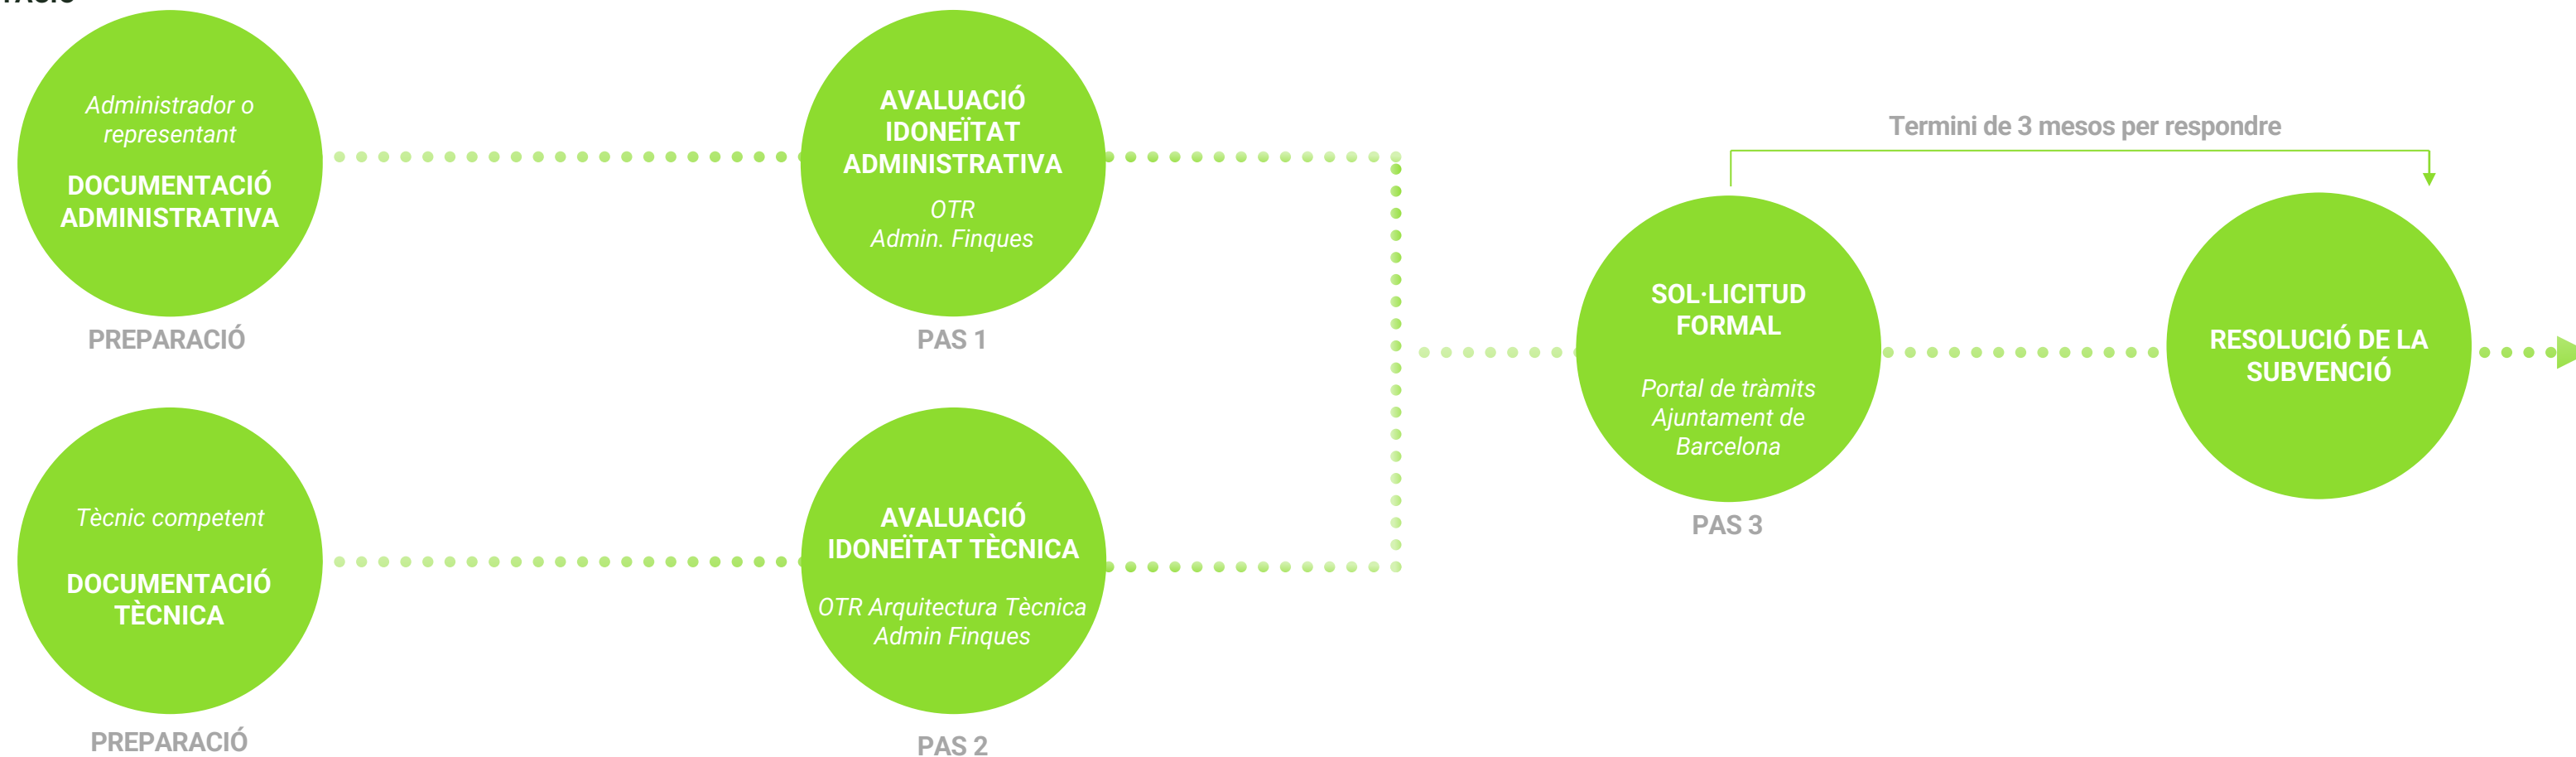 Administrador o
representant
DOCUMENTACIÓ
ADMINISTRATIVA
PREPARACIÓ
AVALUACIÓ
IDONEÏTAT
ADMINISTRATIVA
OTR
Admin. Finques
PAS 1
Tècnic competent
DOCUMENTACIÓ
TÈCNICA
PREPARACIÓ
AVALUACIÓ
IDONEÏTAT TÈCNICA
OTR Arquitectura Tècnica
Admin Finques
PAS 2
Termini de 3 mesos per respondre
SOL·LICITUD
FORMAL
Portal de tràmits
Ajuntament de
Barcelona
PAS 3
RESOLUCIÓ DE LA
SUBVENCIÓ